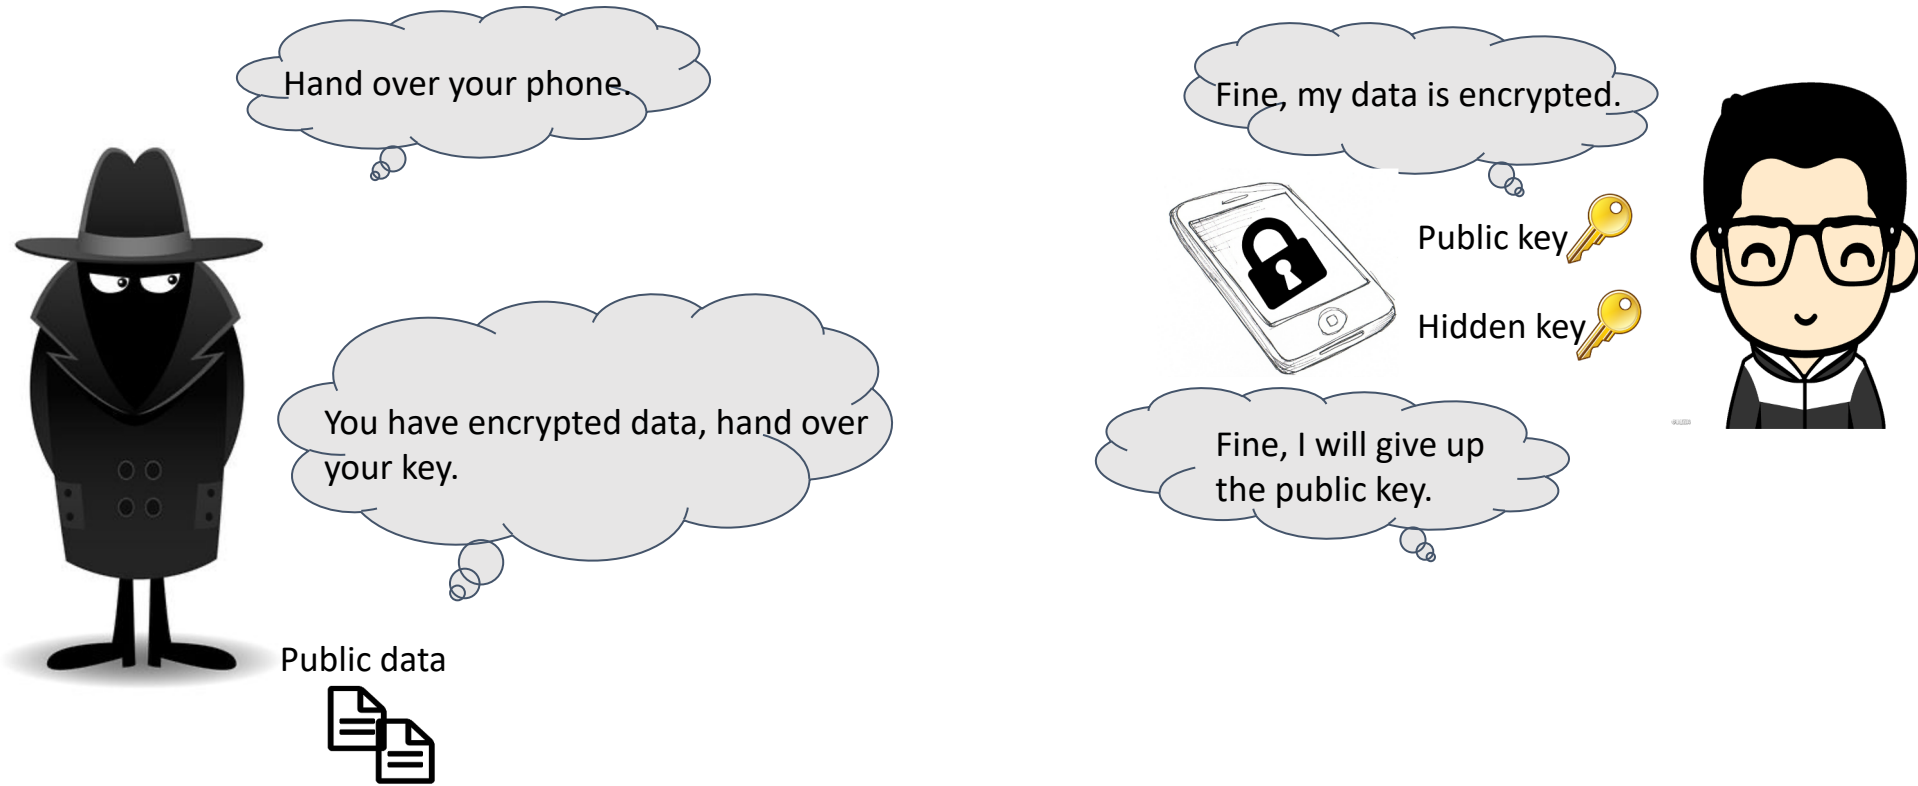 Hand over your phone.
Fine, my data is encrypted.
Public key
Hidden key
You have encrypted data, hand over
your key.
Fine, I will give up
the public key.
Public data